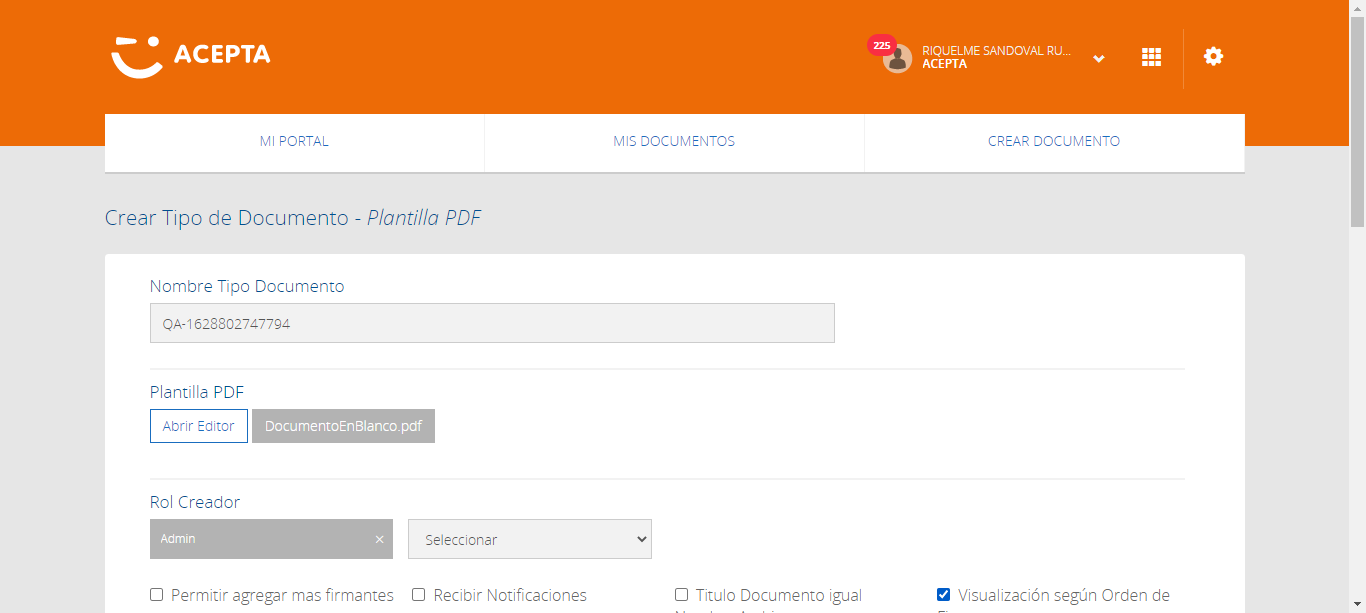 ACEPTA
225
RIQUELME SANDOVAL RU...
ACEPTA
MI PORTAL
MIS DOCUMENTOS
CREAR DOCUMENTO
Crear Tipo de Documento - Plantilla PDF
Nombre Tipo Documento
QA-1628802747794
Plantilla PDF
Abrir Editor
DocumentoEnBlanco.pdf
Rol Creador
Admin ×
Seleccionar
Permitir agregar mas firmantes
Recibir Notificaciones
Titulo Documento igual
Visualización según Orden de